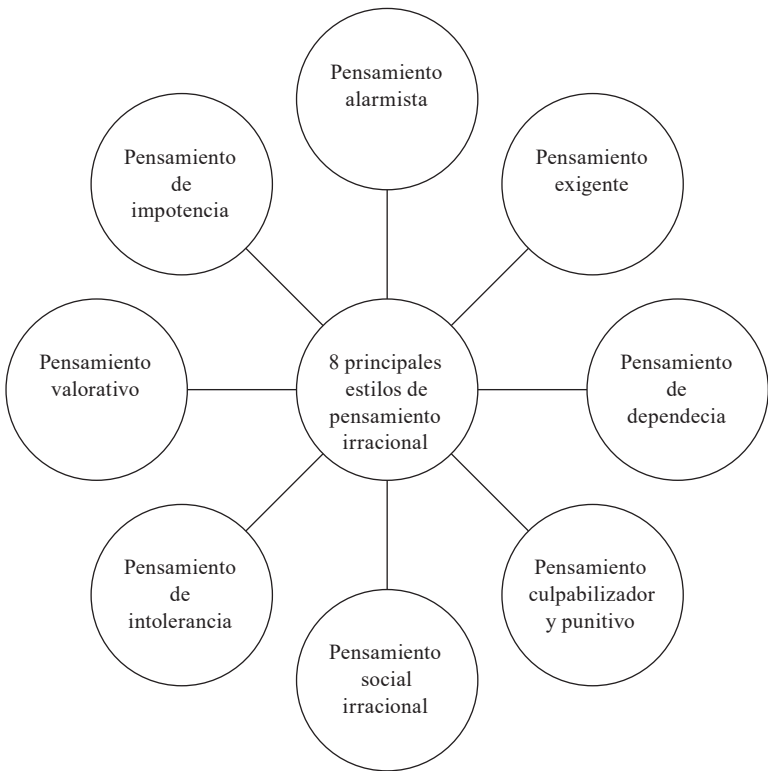 Pensamiento
alarmista
Pensamiento
exigente
Pensamiento
de
dependecia
Pensamiento
culpabilizador
y punitivo
Pensamiento
social
irracional
Pensamiento
de
intolerancia
Pensamiento
valorativo
Pensamiento
de
impotencia
8 principales
estilos de
pensamiento
irracional